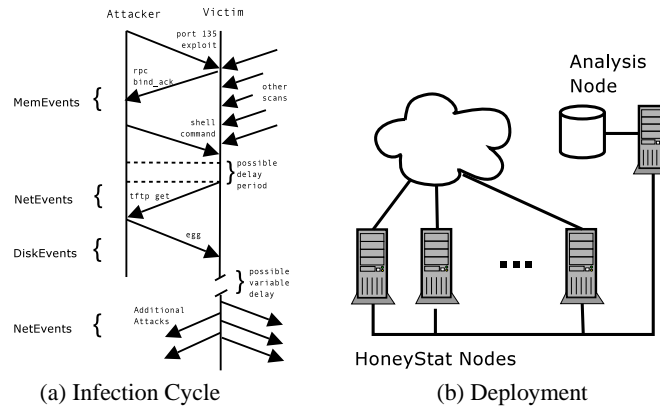 Attacker
Victim
port 135
exploit
rpc
bind_ack
other
scans
MemEvents {
shell
command
possible
delay
period
NetEvents {
tftp get
egg
DiskEvents {
possible
variable
delay
Additional
Attacks
NetEvents {
(a) Infection Cycle
Analysis
Node
HoneyStat Nodes
(b) Deployment